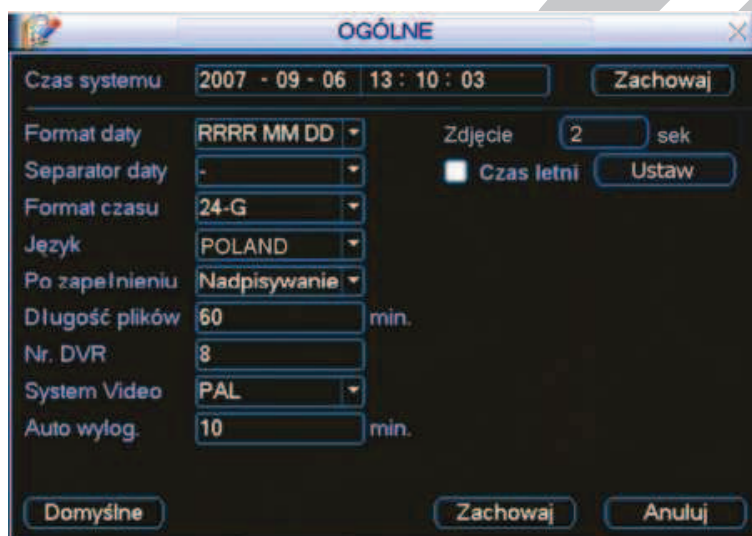 OGÓLNE
Czas systemu 2007 - 09 - 06 13 : 10 : 03 Zachowaj
Format daty RRRR MM DD Zdjęcie 2 sek
Separator daty - Czas letni Ustaw
Format czasu 24-G
Język POLAND
Po zapełnieniu Nadpisywanie
Długość plików 60 min.
Nr. DVR 8
System Video PAL
Auto wylog. 10 min.
Domyślne Zachowaj Anuluj